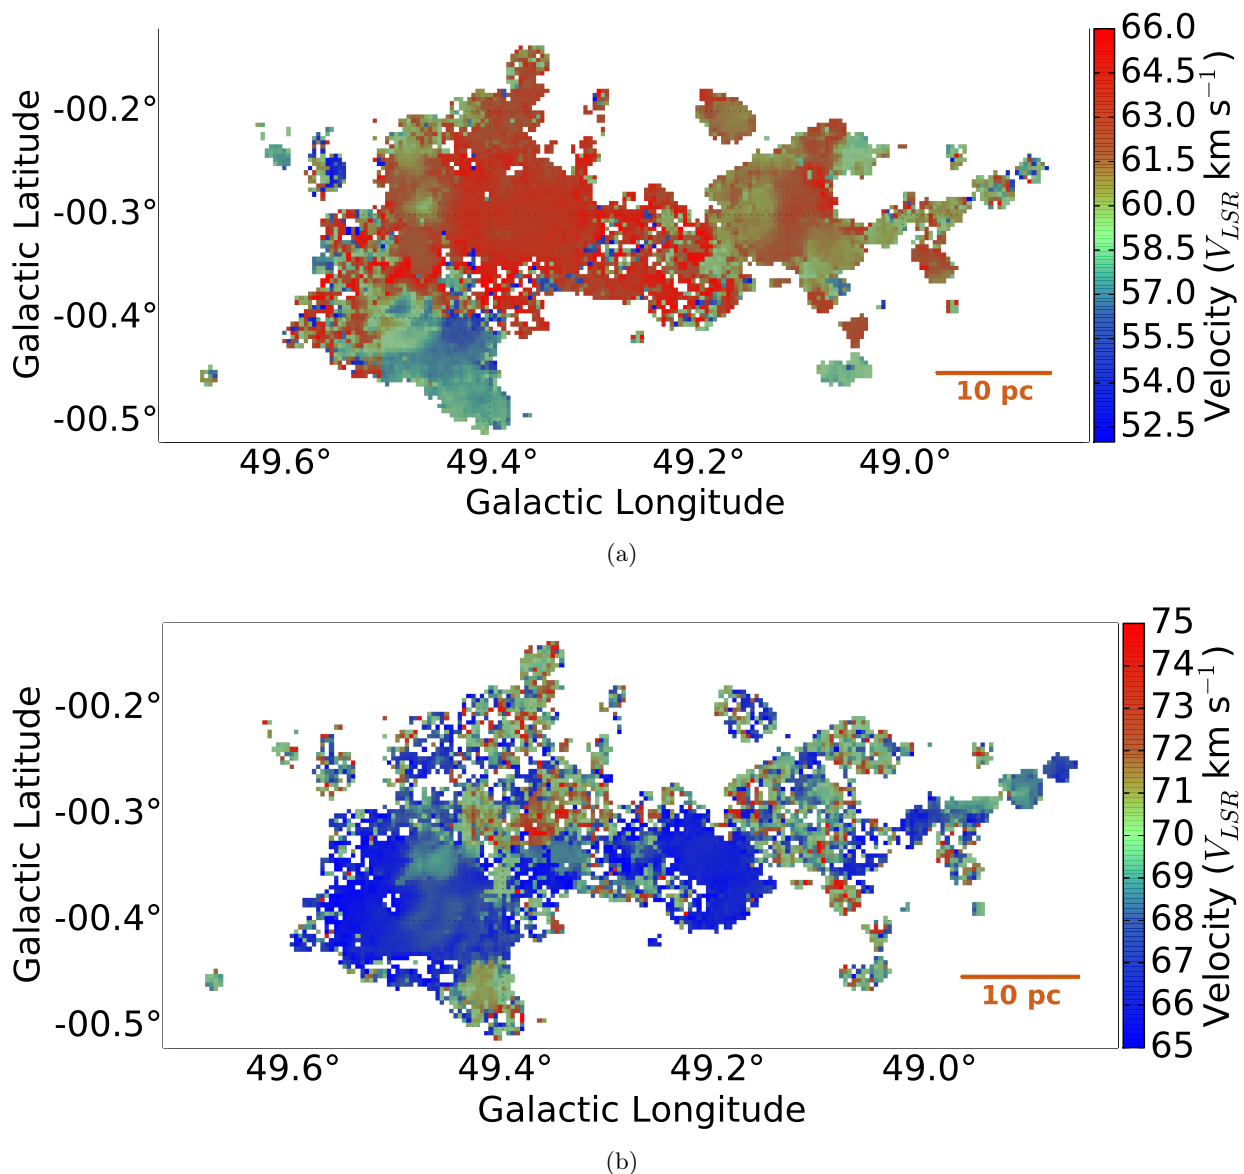 66.0
64.5
63.0
61.5
60.0
58.5
57.0
55.5
54.0
52.5
Velocity (V_LSR km s⁻¹)
-00.2°
-00.3°
-00.4°
-00.5°
Galactic Latitude
10 pc
49.6° 49.4° 49.2° 49.0°
Galactic Longitude
(a)
75
74
73
72
71
70
69
68
67
66
65
Velocity (V_LSR km s⁻¹)
-00.2°
-00.3°
-00.4°
-00.5°
Galactic Latitude
10 pc
49.6° 49.4° 49.2° 49.0°
Galactic Longitude
(b)